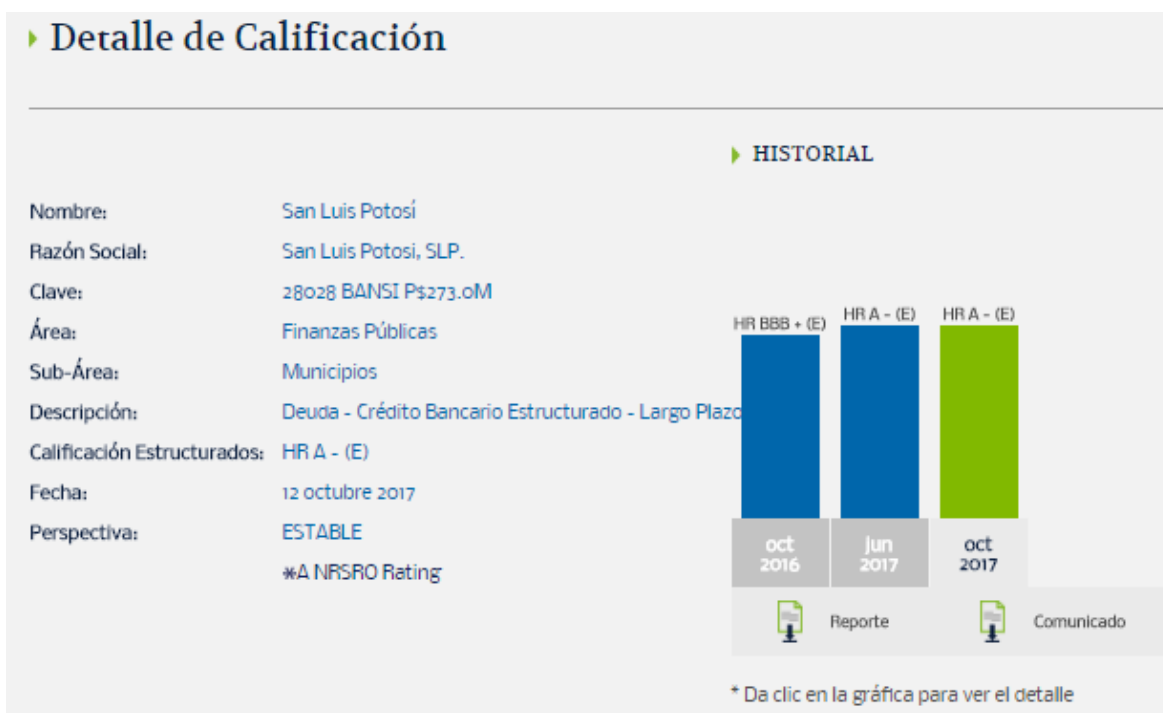 Detalle de Calificación
Nombre: San Luis Potosí
Razón Social: San Luis Potosi, SLP.
Clave: 28028 BANSI P$273.0M
Área: Finanzas Públicas
Sub-Área: Municipios
Descripción: Deuda - Crédito Bancario Estructurado - Largo Plazo
Calificación Estructurados: HR A - (E)
Fecha: 12 octubre 2017
Perspectiva: ESTABLE
*A NRSRO Rating
HISTORIAL
HR BBB + (E) HR A - (E) HR A - (E)
oct jun oct
2016 2017 2017
Reporte Comunicado
* Da clic en la gráfica para ver el detalle